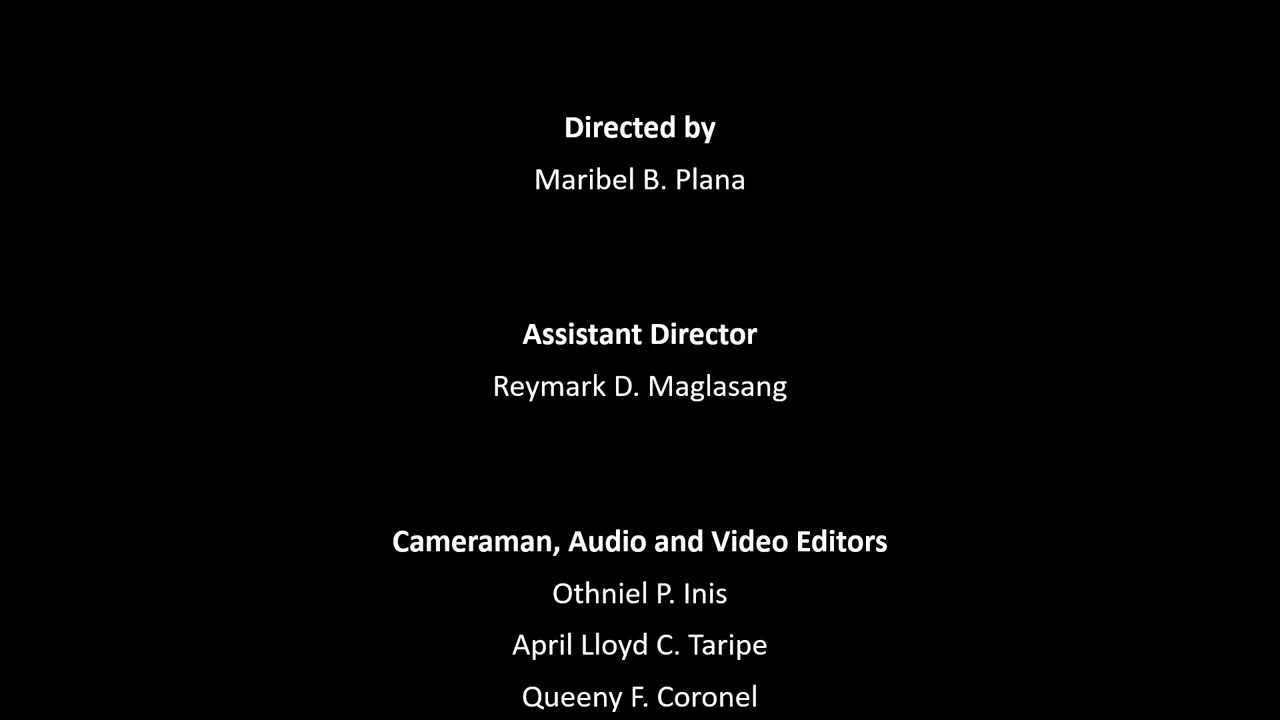 Directed by
Maribel B. Plana
Assistant Director
Reymark D. Maglasang
Cameraman, Audio and Video Editors
Othniel P. Inis
April Lloyd C. Taripe
Queeny F. Coronel